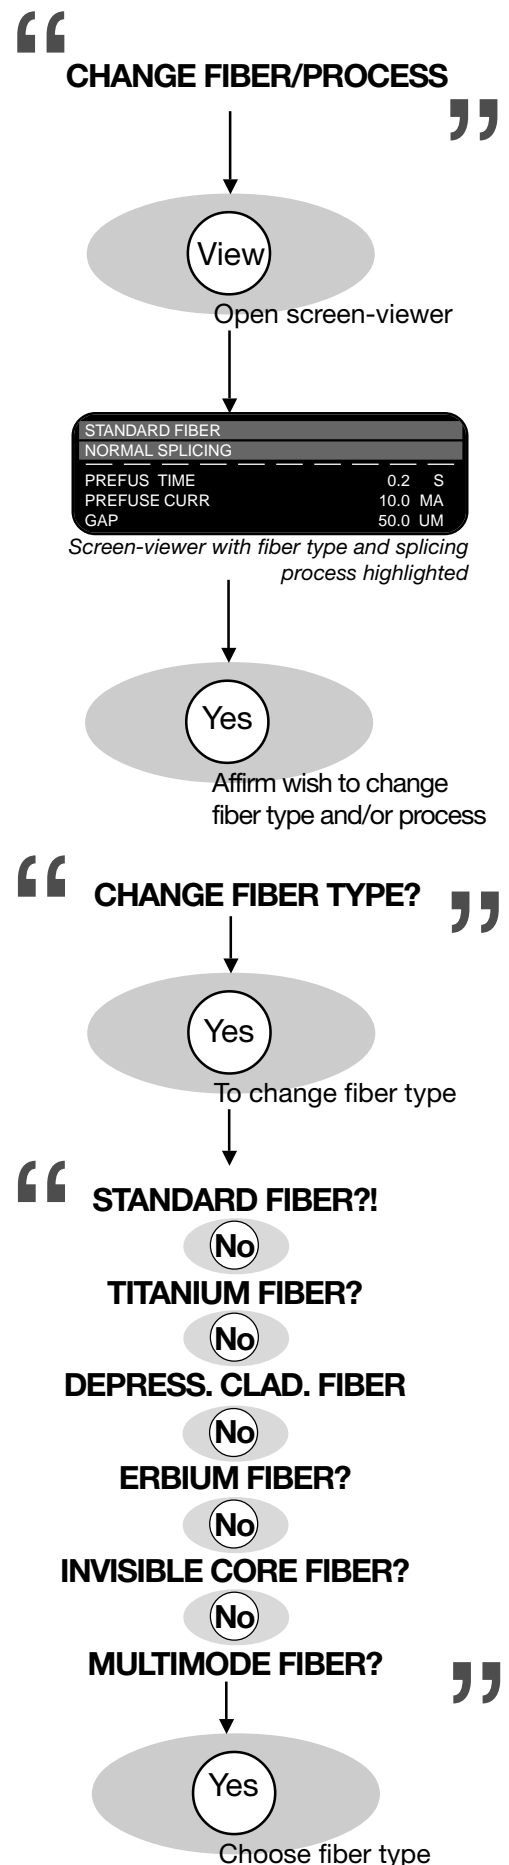 “
CHANGE FIBER/PROCESS
”
View
Open screen-viewer
STANDARD FIBER
NORMAL SPLICING
PREFUS TIME 0.2 S
PREFUSE CURR 10.0 MA
GAP 50.0 UM
Screen-viewer with fiber type and splicing
process highlighted
Yes
Affirm wish to change
fiber type and/or process
“ CHANGE FIBER TYPE? ”
Yes
To change fiber type
“ STANDARD FIBER?!
No
TITANIUM FIBER?
No
DEPRESS. CLAD. FIBER
No
ERBIUM FIBER?
No
INVISIBLE CORE FIBER?
No
MULTIMODE FIBER? ”
Yes
Choose fiber type